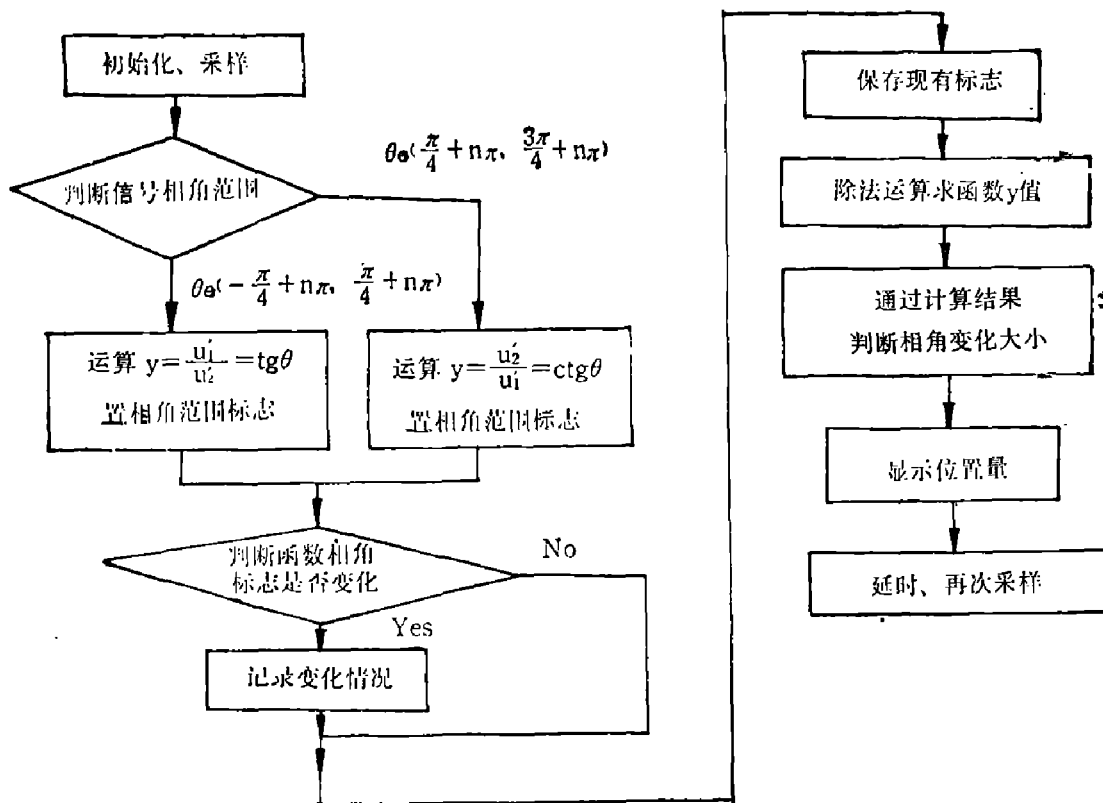 初始化、采样
判断信号相角范围
θɵ(π/4 + nπ, 3π/4 + nπ)
θɵ(-π/4 + nπ, π/4 + nπ)
运算 y=u₁′/u₂′=tgθ
置相角范围标志
运算 y=u₂′/u₁′=ctgθ
置相角范围标志
判断函数相角
标志是否变化
No
Yes
记录变化情况
保存现有标志
除法运算求函数y值
通过计算结果
判断相角变化大小
显示位置量
延时、再次采样